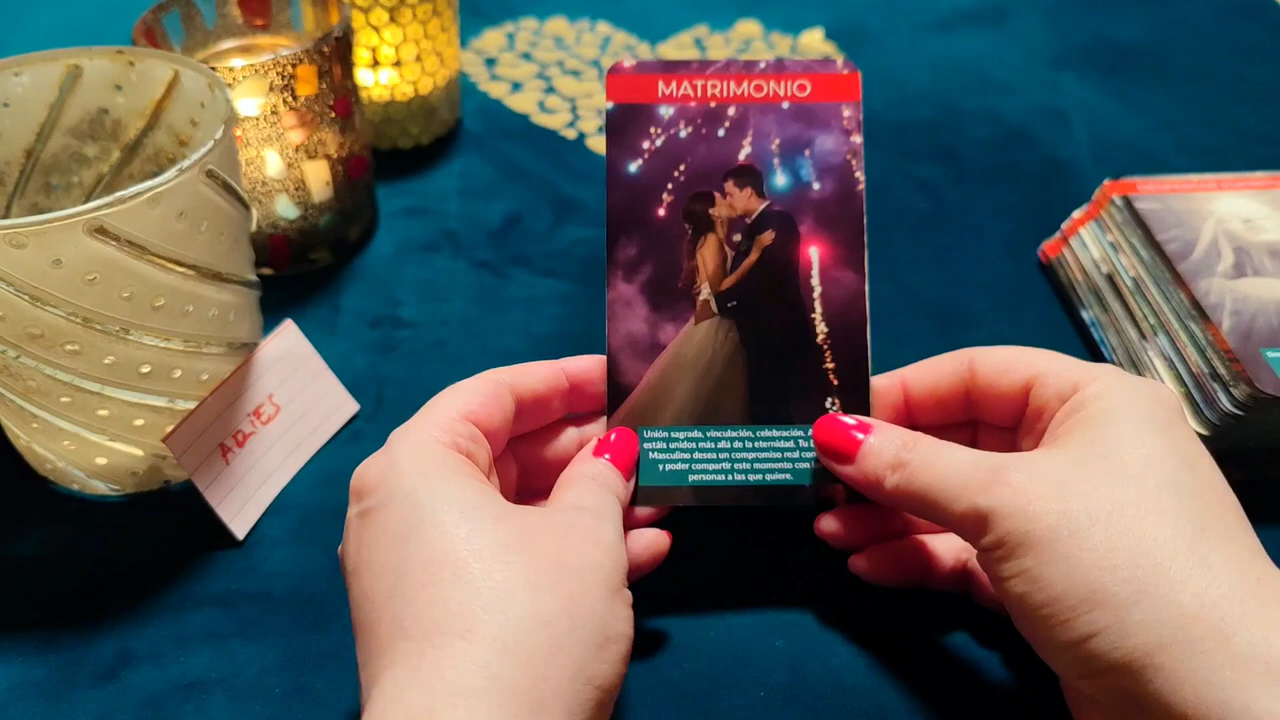 MATRIMONIO
Unión sagrada, vinculación, celebración.
estáis unidos más allá de la eternidad. Tu
Masculino desea un compromiso real
y poder compartir este momento con
personas a las que quiere.
ARIES